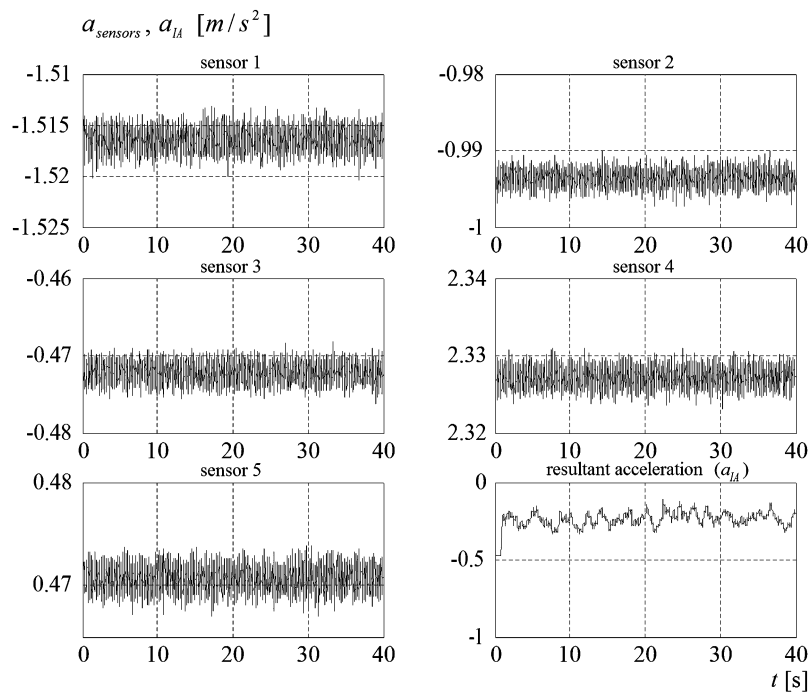 a_sensors , a_IA [m/s²]
sensor 1
-1.51
-1.515
-1.52
-1.525
0 10 20 30 40
sensor 2
-0.98
-0.99
-1
0 10 20 30 40
sensor 3
-0.46
-0.47
-0.48
0 10 20 30 40
sensor 4
2.34
2.33
2.32
0 10 20 30 40
sensor 5
0.48
0.47
0 10 20 30 40
resultant acceleration (a_IA)
0
-0.5
-1
0 10 20 30 40
t [s]